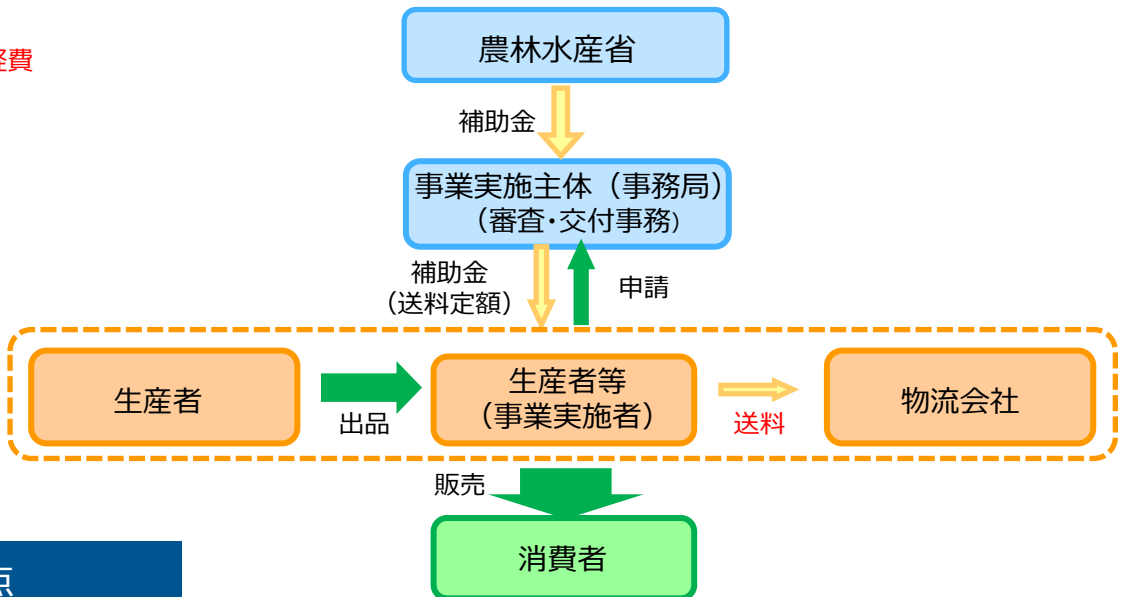 経費
農林水産省
補助金
事業実施主体（事務局）
（審査・交付事務）
補助金
（送料定額）
申請
生産者
出品
生産者等
（事業実施者）
送料
物流会社
販売
消費者
点